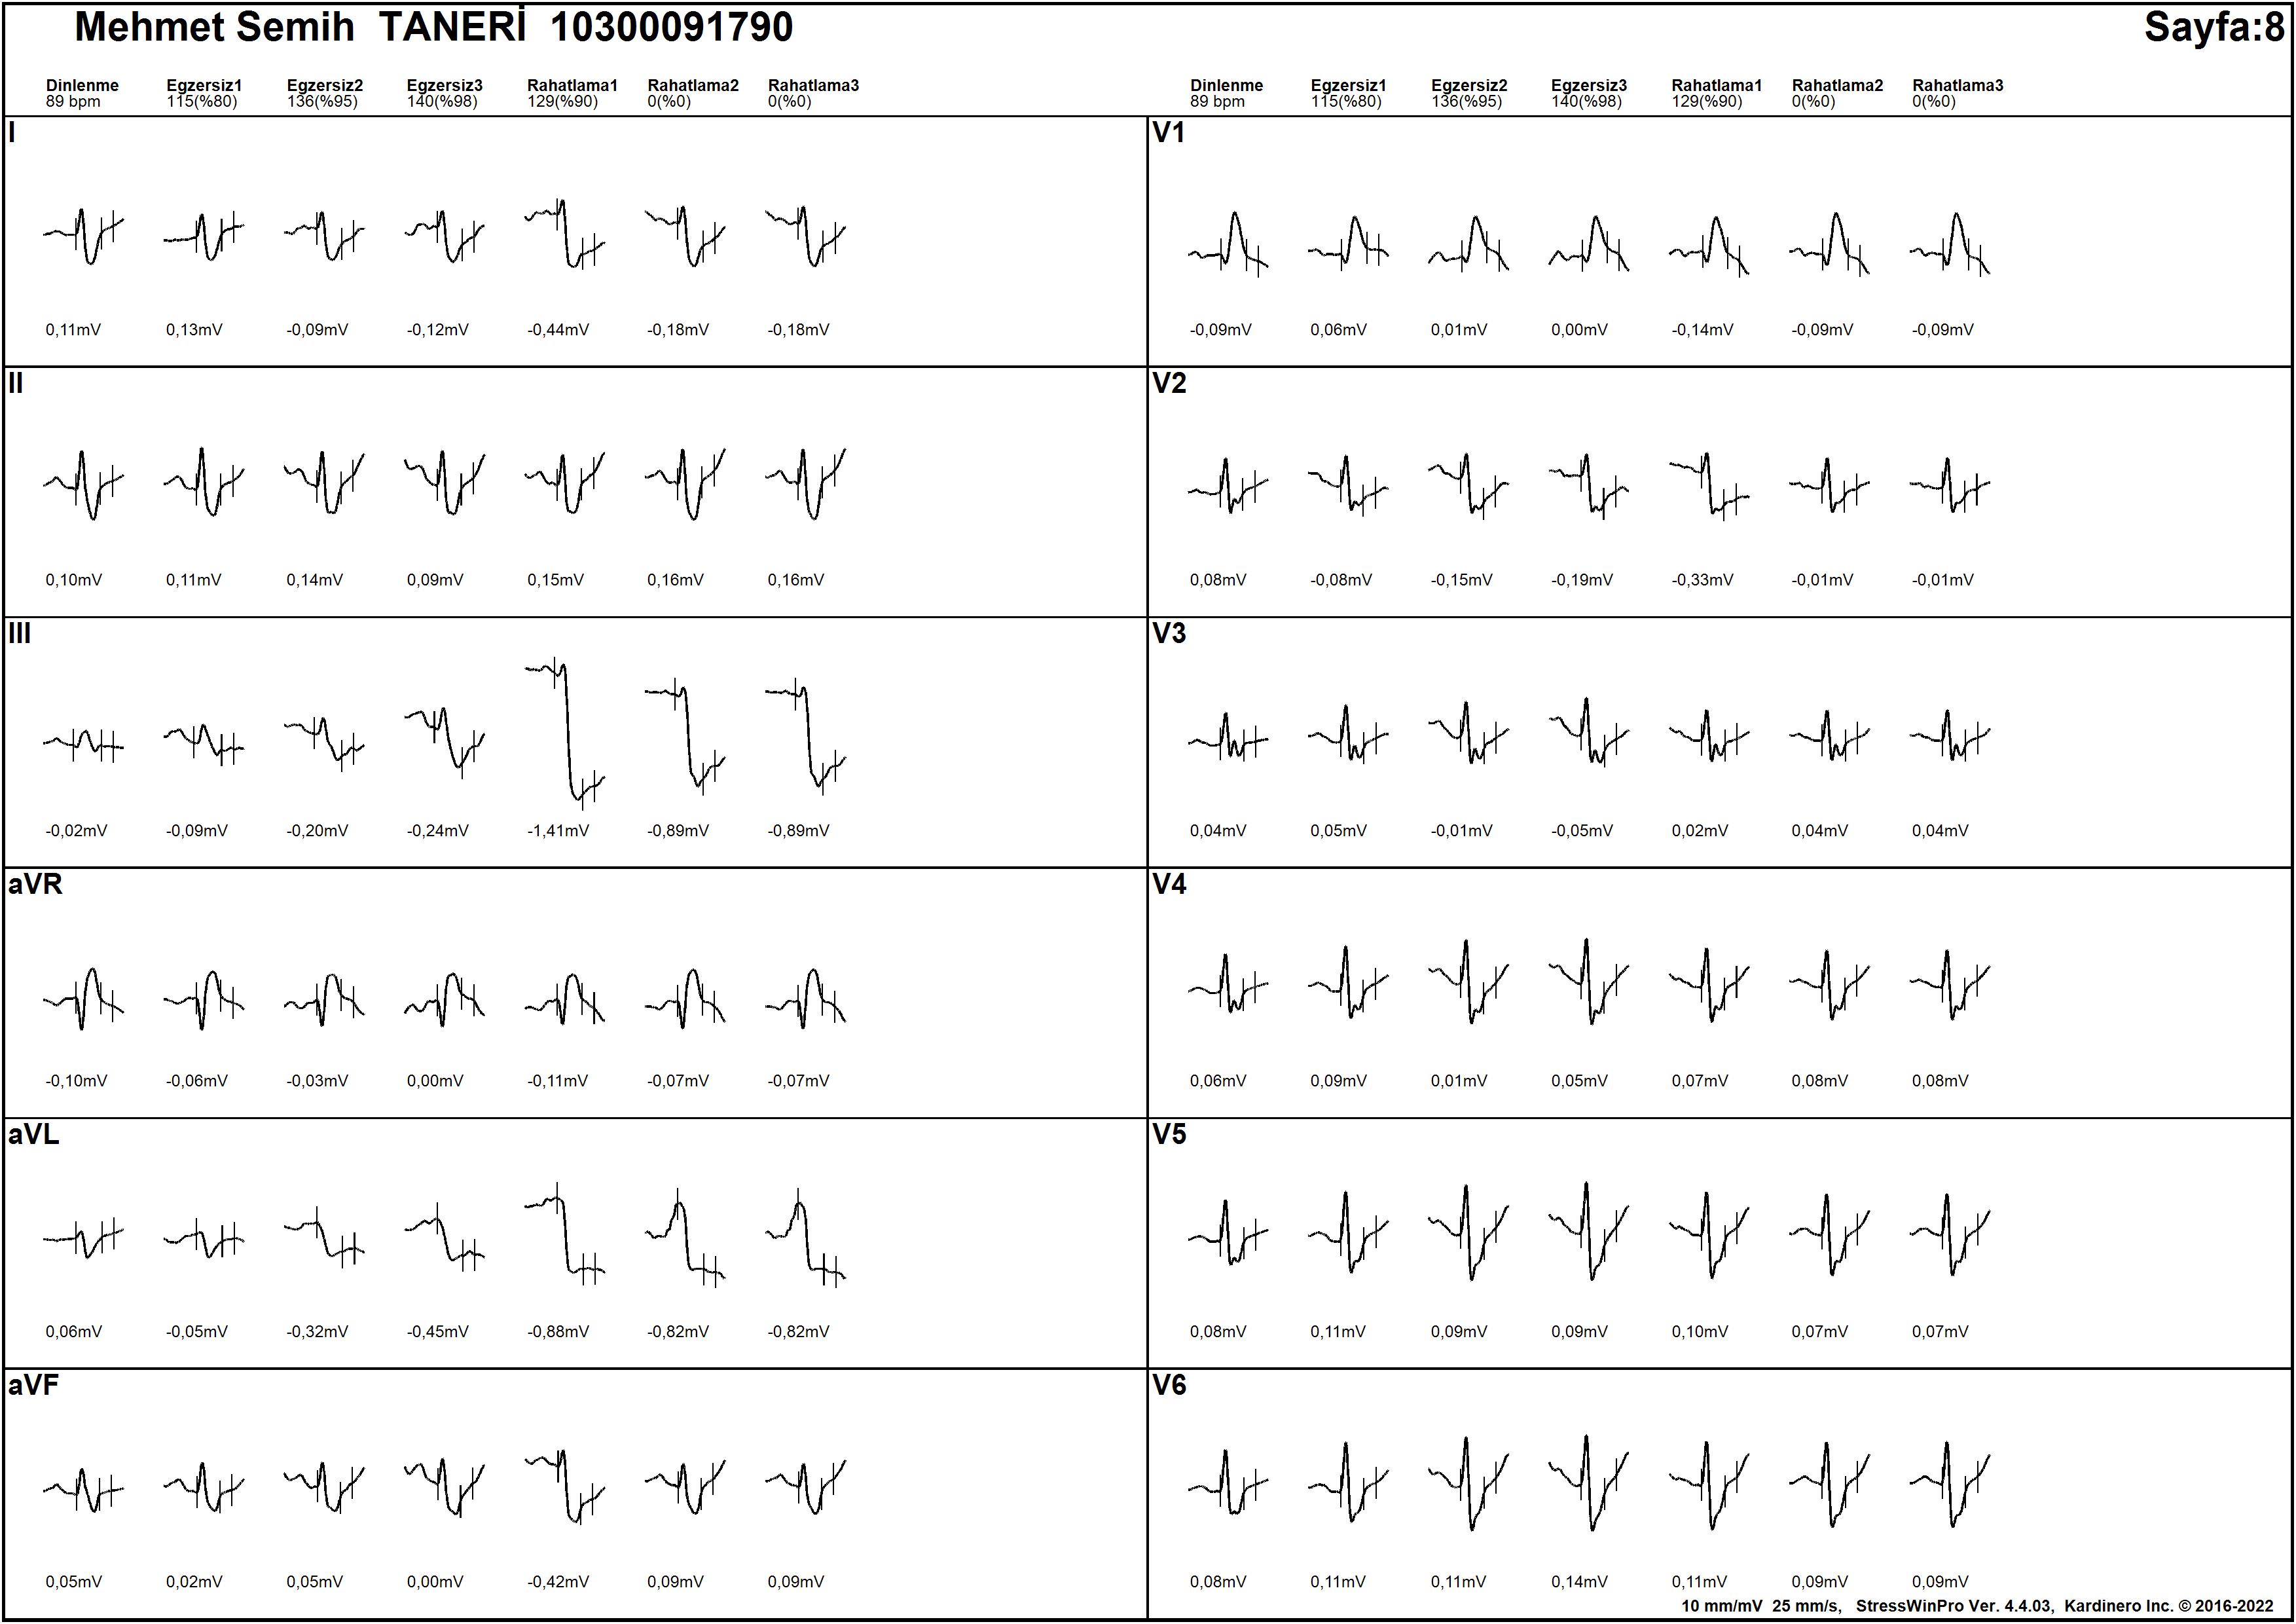 Mehmet Semih TANERİ 10300091790
Sayfa:8
Dinlenme Egzersiz1 Egzersiz2 Egzersiz3 Rahatlama1 Rahatlama2 Rahatlama3
89 bpm 115(%80) 136(%95) 140(%98) 129(%90) 0(%0) 0(%0)
I
0,11mV 0,13mV -0,09mV -0,12mV -0,44mV -0,18mV -0,18mV
II
0,10mV 0,11mV 0,14mV 0,09mV 0,15mV 0,16mV 0,16mV
III
-0,02mV -0,09mV -0,20mV -0,24mV -1,41mV -0,89mV -0,89mV
aVR
-0,10mV -0,06mV -0,03mV 0,00mV -0,11mV -0,07mV -0,07mV
aVL
0,06mV -0,05mV -0,32mV -0,45mV -0,88mV -0,82mV -0,82mV
aVF
0,05mV 0,02mV 0,05mV 0,00mV -0,42mV 0,09mV 0,09mV
Dinlenme Egzersiz1 Egzersiz2 Egzersiz3 Rahatlama1 Rahatlama2 Rahatlama3
89 bpm 115(%80) 136(%95) 140(%98) 129(%90) 0(%0) 0(%0)
V1
-0,09mV 0,06mV 0,01mV 0,00mV -0,14mV -0,09mV -0,09mV
V2
0,08mV -0,08mV -0,15mV -0,19mV -0,33mV -0,01mV -0,01mV
V3
0,04mV 0,05mV -0,01mV -0,05mV 0,02mV 0,04mV 0,04mV
V4
0,06mV 0,09mV 0,01mV 0,05mV 0,07mV 0,08mV 0,08mV
V5
0,08mV 0,11mV 0,09mV 0,09mV 0,10mV 0,07mV 0,07mV
V6
0,08mV 0,11mV 0,11mV 0,14mV 0,11mV 0,09mV 0,09mV
10 mm/mV 25 mm/s, StressWinPro Ver. 4.4.03, Kardinero Inc. © 2016-2022